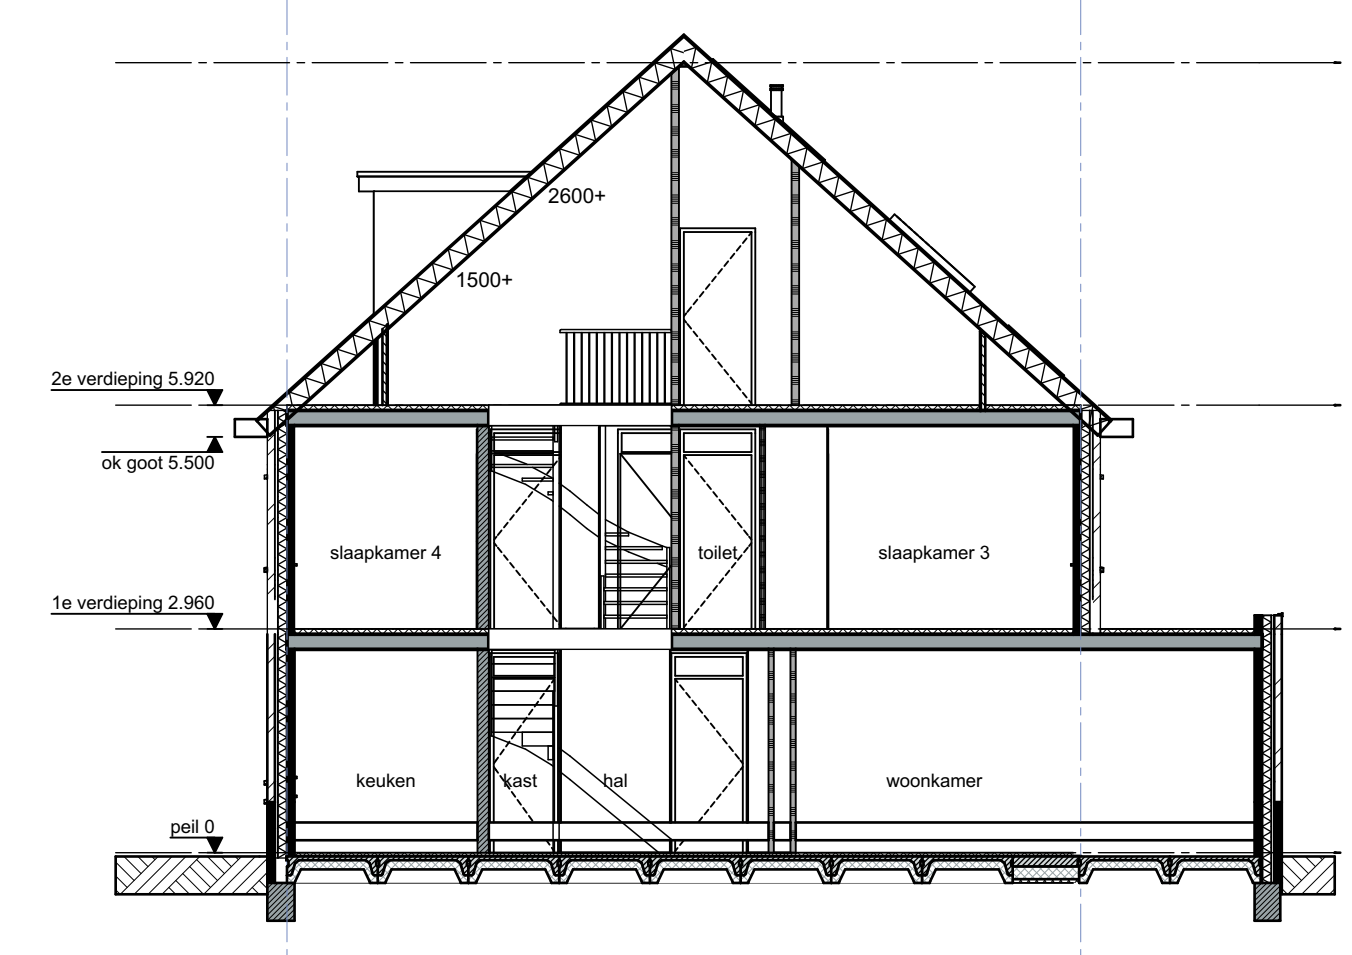 2600+
1500+
2e verdieping 5.920
ok goot 5.500
slaapkamer 4
toilet
slaapkamer 3
1e verdieping 2.960
keuken
kast
hal
woonkamer
peil 0